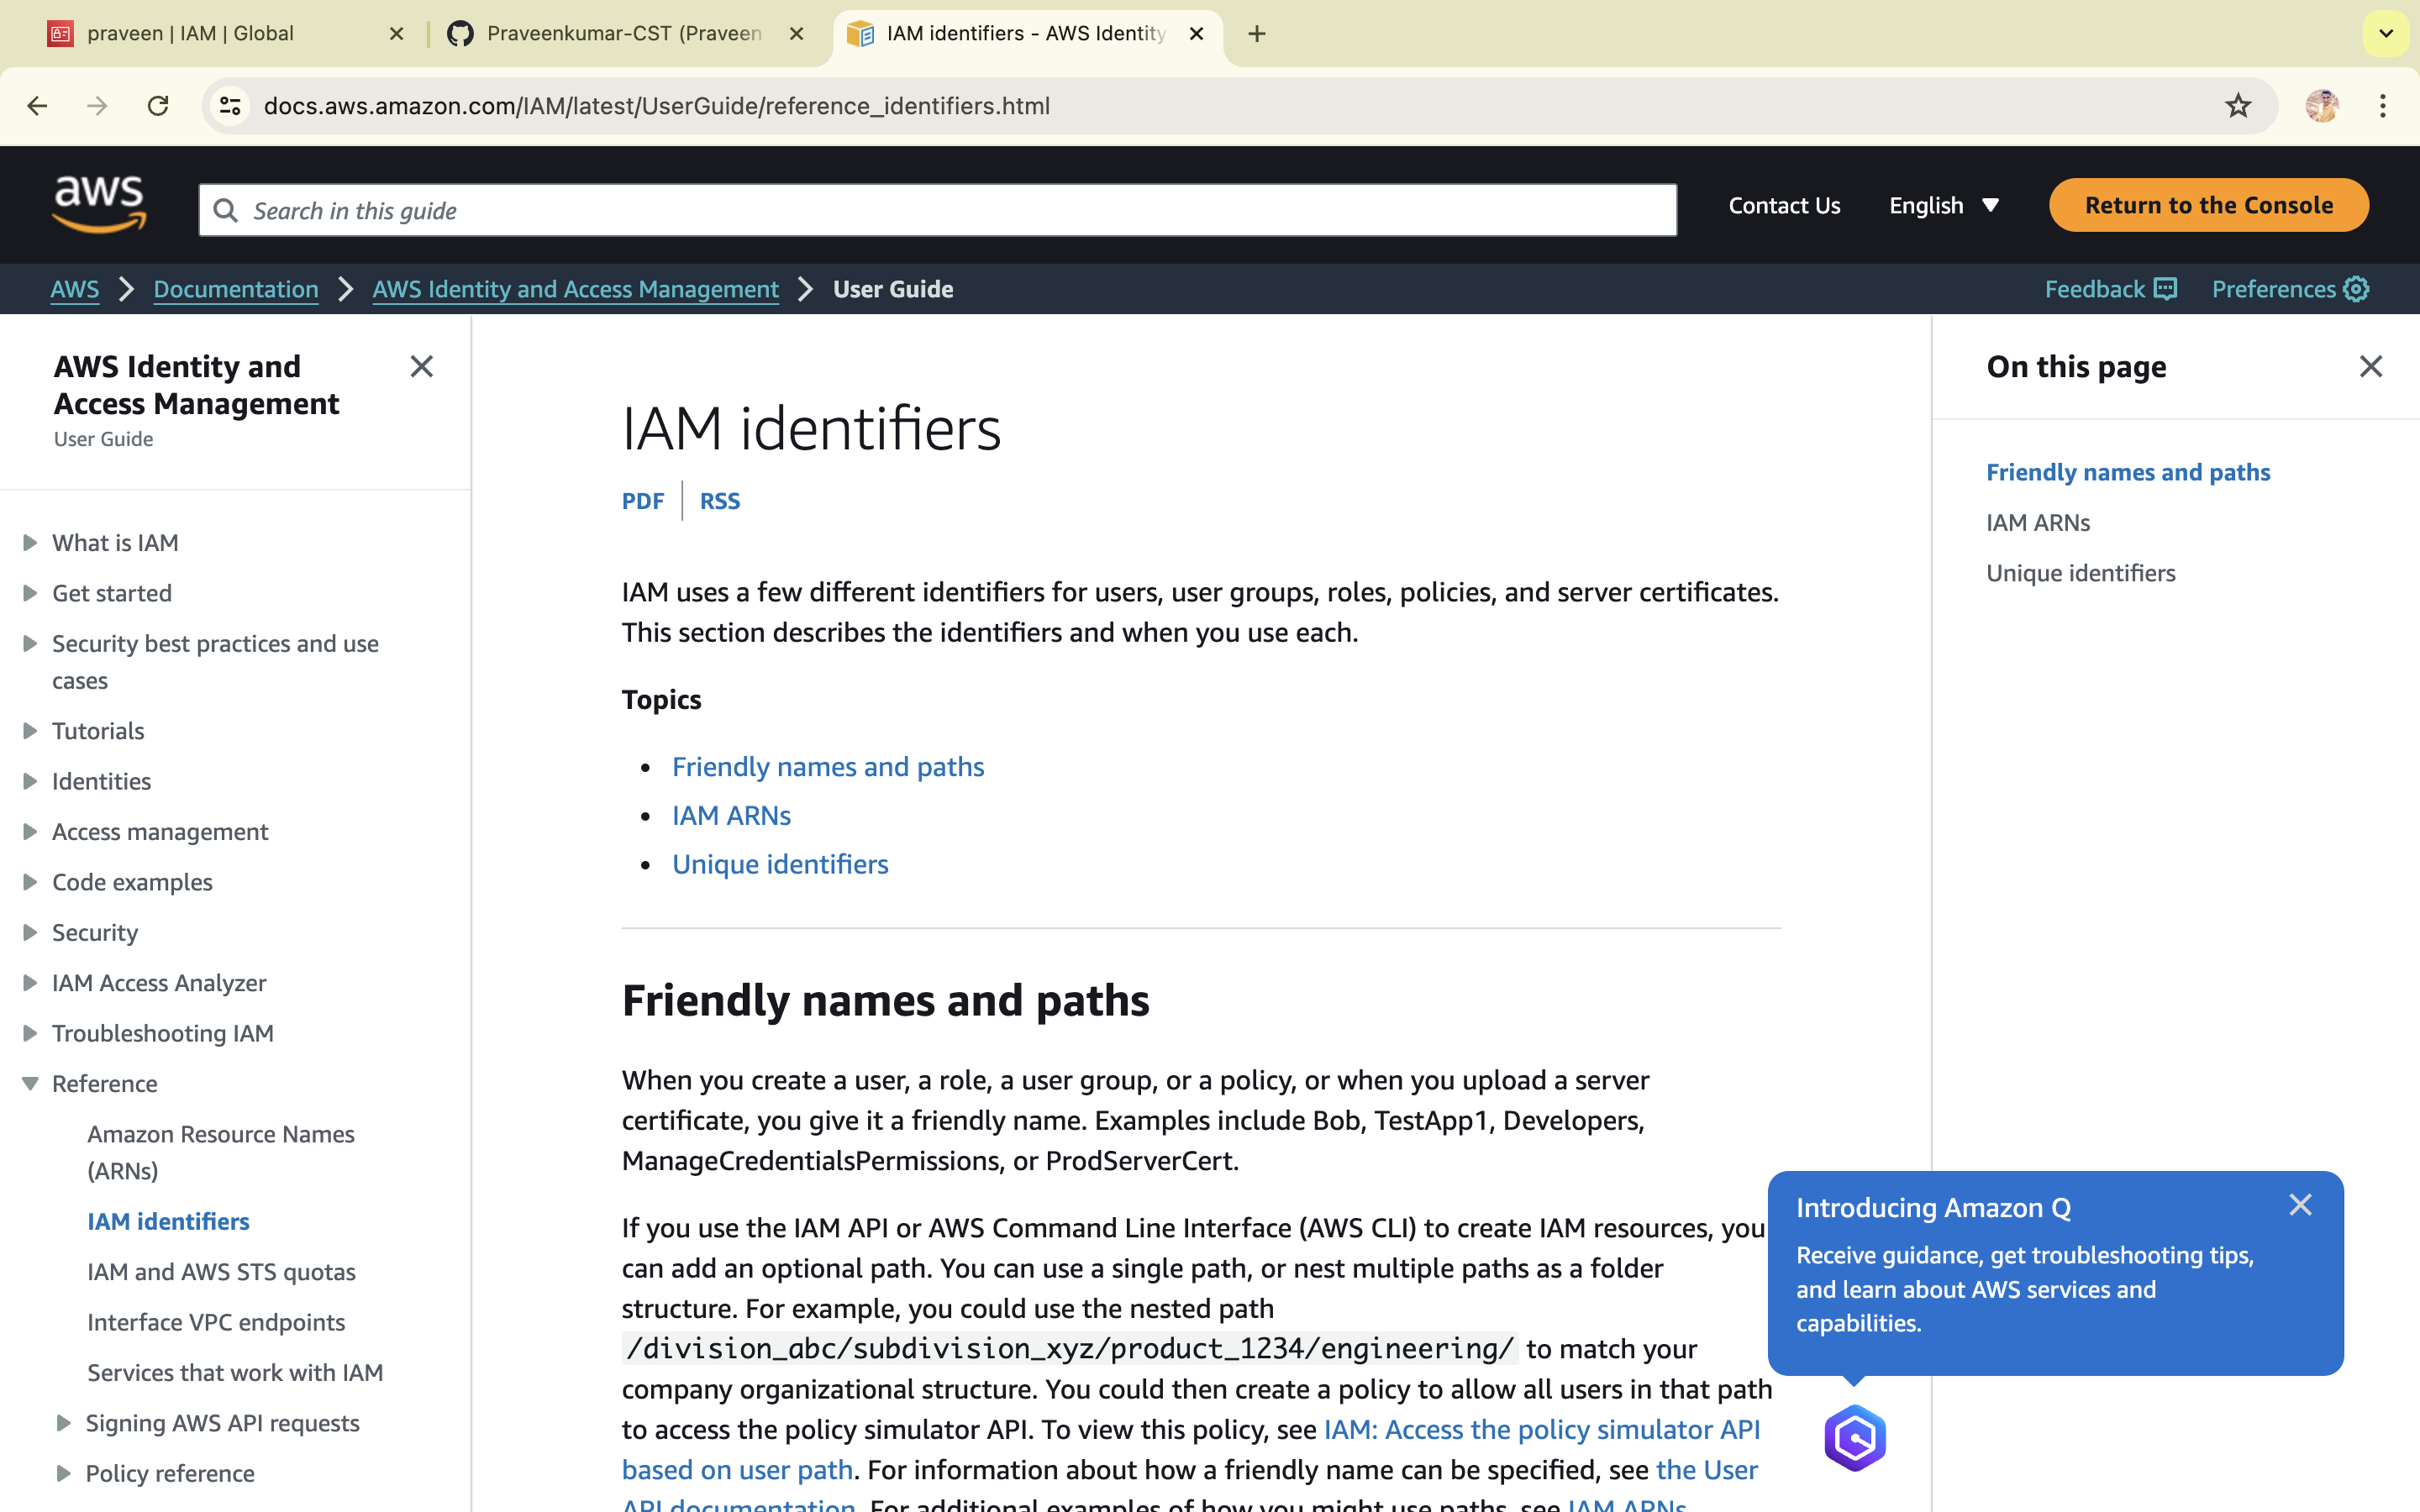 praveen | IAM | Global
Praveenkumar-CST (Praveen
IAM identifiers - AWS Identity
docs.aws.amazon.com/IAM/latest/UserGuide/reference_identifiers.html
aws
Search in this guide
Contact Us
English
Return to the Console
AWS
Documentation
AWS Identity and Access Management
User Guide
Feedback
Preferences
AWS Identity and
Access Management
User Guide
What is IAM
Get started
Security best practices and use
cases
Tutorials
Identities
Access management
Code examples
Security
IAM Access Analyzer
Troubleshooting IAM
Reference
Amazon Resource Names
(ARNs)
IAM identifiers
IAM and AWS STS quotas
Interface VPC endpoints
Services that work with IAM
Signing AWS API requests
Policy reference
IAM identifiers
PDF | RSS
IAM uses a few different identifiers for users, user groups, roles, policies, and server certificates.
This section describes the identifiers and when you use each.
Topics
• Friendly names and paths
• IAM ARNs
• Unique identifiers
Friendly names and paths
When you create a user, a role, a user group, or a policy, or when you upload a server
certificate, you give it a friendly name. Examples include Bob, TestApp1, Developers,
ManageCredentialsPermissions, or ProdServerCert.
If you use the IAM API or AWS Command Line Interface (AWS CLI) to create IAM resources, you
can add an optional path. You can use a single path, or nest multiple paths as a folder
structure. For example, you could use the nested path
/division_abc/subdivision_xyz/product_1234/engineering/ to match your
company organizational structure. You could then create a policy to allow all users in that path
to access the policy simulator API. To view this policy, see IAM: Access the policy simulator API
based on user path. For information about how a friendly name can be specified, see the User
API documentation. For additional examples of how you might use paths, see IAM ARNs.
On this page
Friendly names and paths
IAM ARNs
Unique identifiers
Introducing Amazon Q
Receive guidance, get troubleshooting tips,
and learn about AWS services and
capabilities.